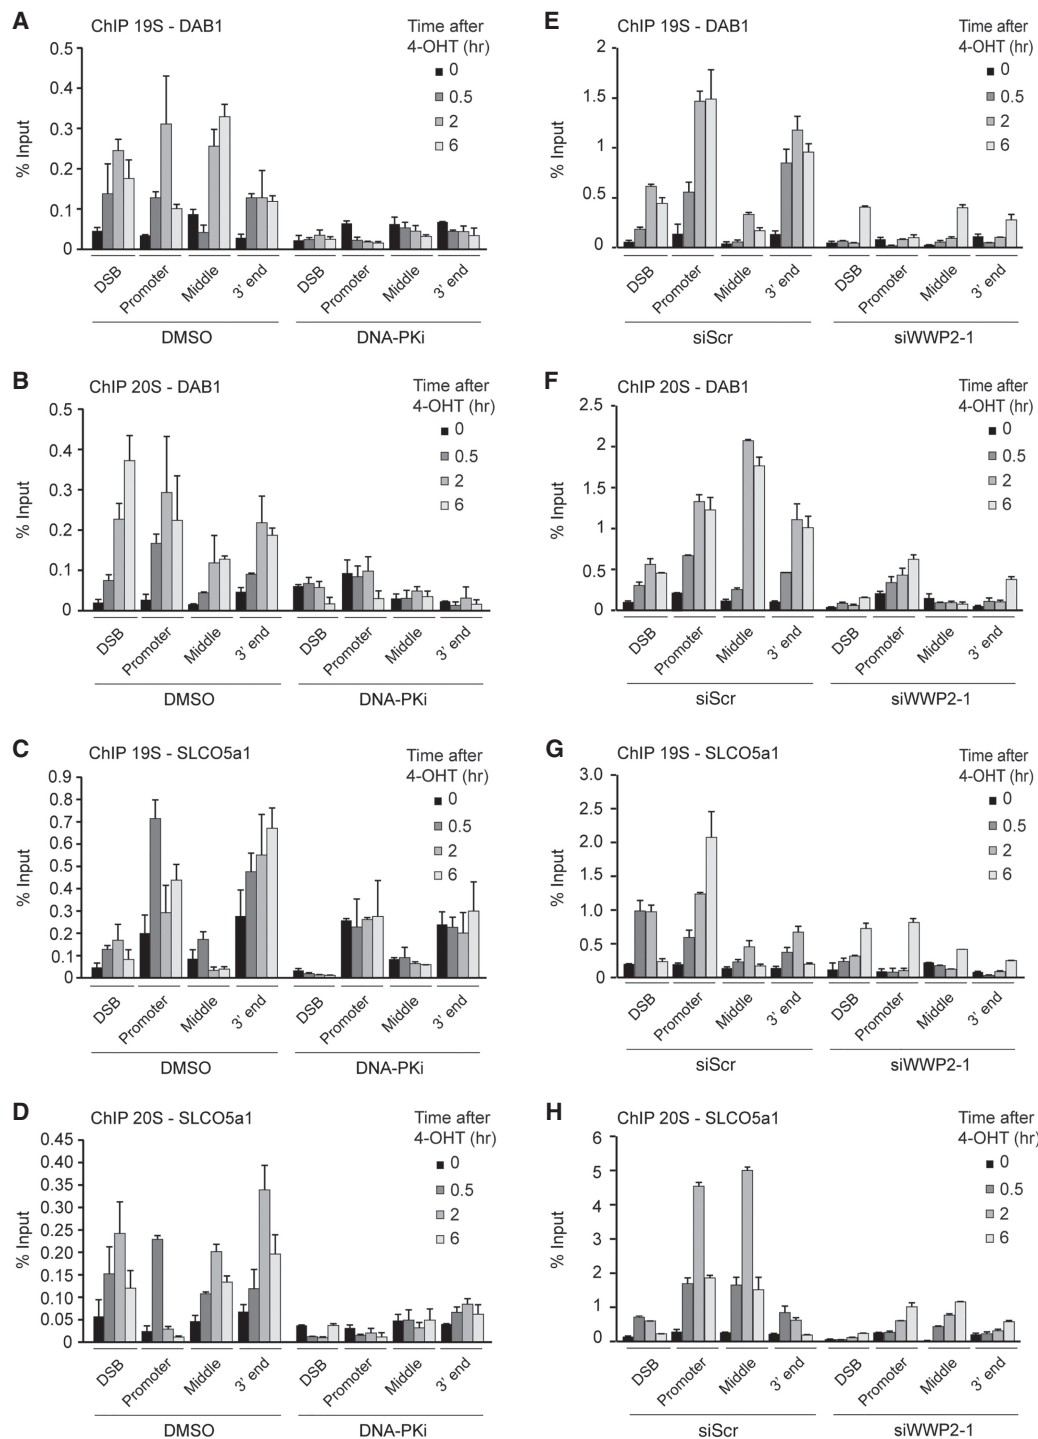 A
ChIP 19S - DAB1
Time after
4-OHT (hr)
0
0.5
2
6
% Input
0.5
0.4
0.3
0.2
0.1
0
DSB
Promoter
Middle
3' end
DSB
Promoter
Middle
3' end
DMSO
DNA-PKi
E
ChIP 19S - DAB1
Time after
4-OHT (hr)
0
0.5
2
6
% Input
2
1.5
1
0.5
0
DSB
Promoter
Middle
3' end
DSB
Promoter
Middle
3' end
siScr
siWWP2-1
B
ChIP 20S - DAB1
Time after
4-OHT (hr)
0
0.5
2
6
% Input
0.5
0.4
0.3
0.2
0.1
0
DSB
Promoter
Middle
3' end
DSB
Promoter
Middle
3' end
DMSO
DNA-PKi
F
ChIP 20S - DAB1
Time after
4-OHT (hr)
0
0.5
2
6
% Input
2.5
2
1.5
1
0.5
0
DSB
Promoter
Middle
3' end
DSB
Promoter
Middle
3' end
siScr
siWWP2-1
C
ChIP 19S - SLCO5a1
Time after
4-OHT (hr)
0
0.5
2
6
% Input
0.9
0.8
0.7
0.6
0.5
0.3
0.2
0.1
0
DSB
Promoter
Middle
3' end
DSB
Promoter
Middle
3' end
DMSO
DNA-PKi
G
ChIP 19S - SLCO5a1
Time after
4-OHT (hr)
0
0.5
2
6
% Input
3.0
2.5
2.0
1.5
1.0
0.5
0
DSB
Promoter
Middle
3' end
DSB
Promoter
Middle
3' end
siScr
siWWP2-1
D
ChIP 20S - SLCO5a1
Time after
4-OHT (hr)
0
0.5
2
6
% Input
0.45
0.40
0.35
0.30
0.25
0.20
0.15
0.10
0.05
0
DSB
Promoter
Middle
3' end
DSB
Promoter
Middle
3' end
DMSO
DNA-PKi
H
ChIP 20S - SLCO5a1
Time after
4-OHT (hr)
0
0.5
2
6
% Input
6
5
4
3
2
1
0
DSB
Promoter
Middle
3' end
DSB
Promoter
Middle
3' end
siScr
siWWP2-1